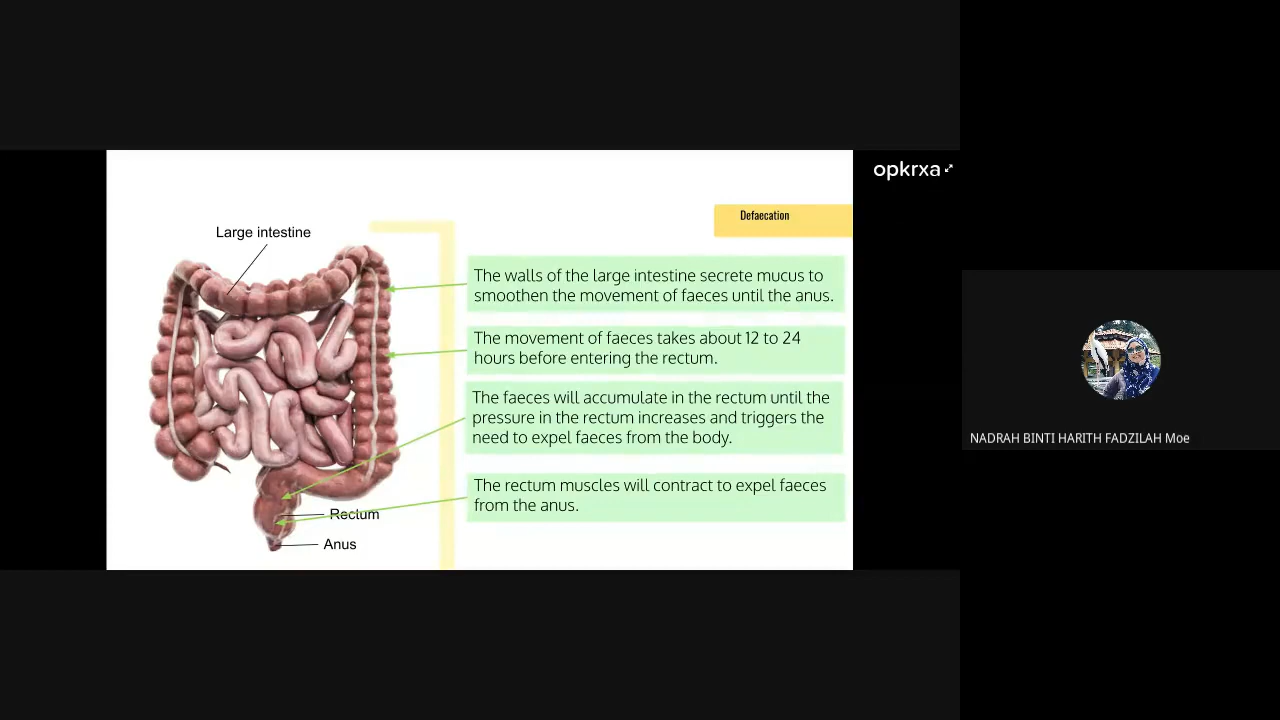 opkrxa
Defaecation
Large intestine
The walls of the large intestine secrete mucus to
smoothen the movement of faeces until the anus.
The movement of faeces takes about 12 to 24
hours before entering the rectum.
The faeces will accumulate in the rectum until the
pressure in the rectum increases and triggers the
need to expel faeces from the body.
The rectum muscles will contract to expel faeces
from the anus.
Rectum
Anus
NADRAH BINTI HARITH FADZILAH Moe